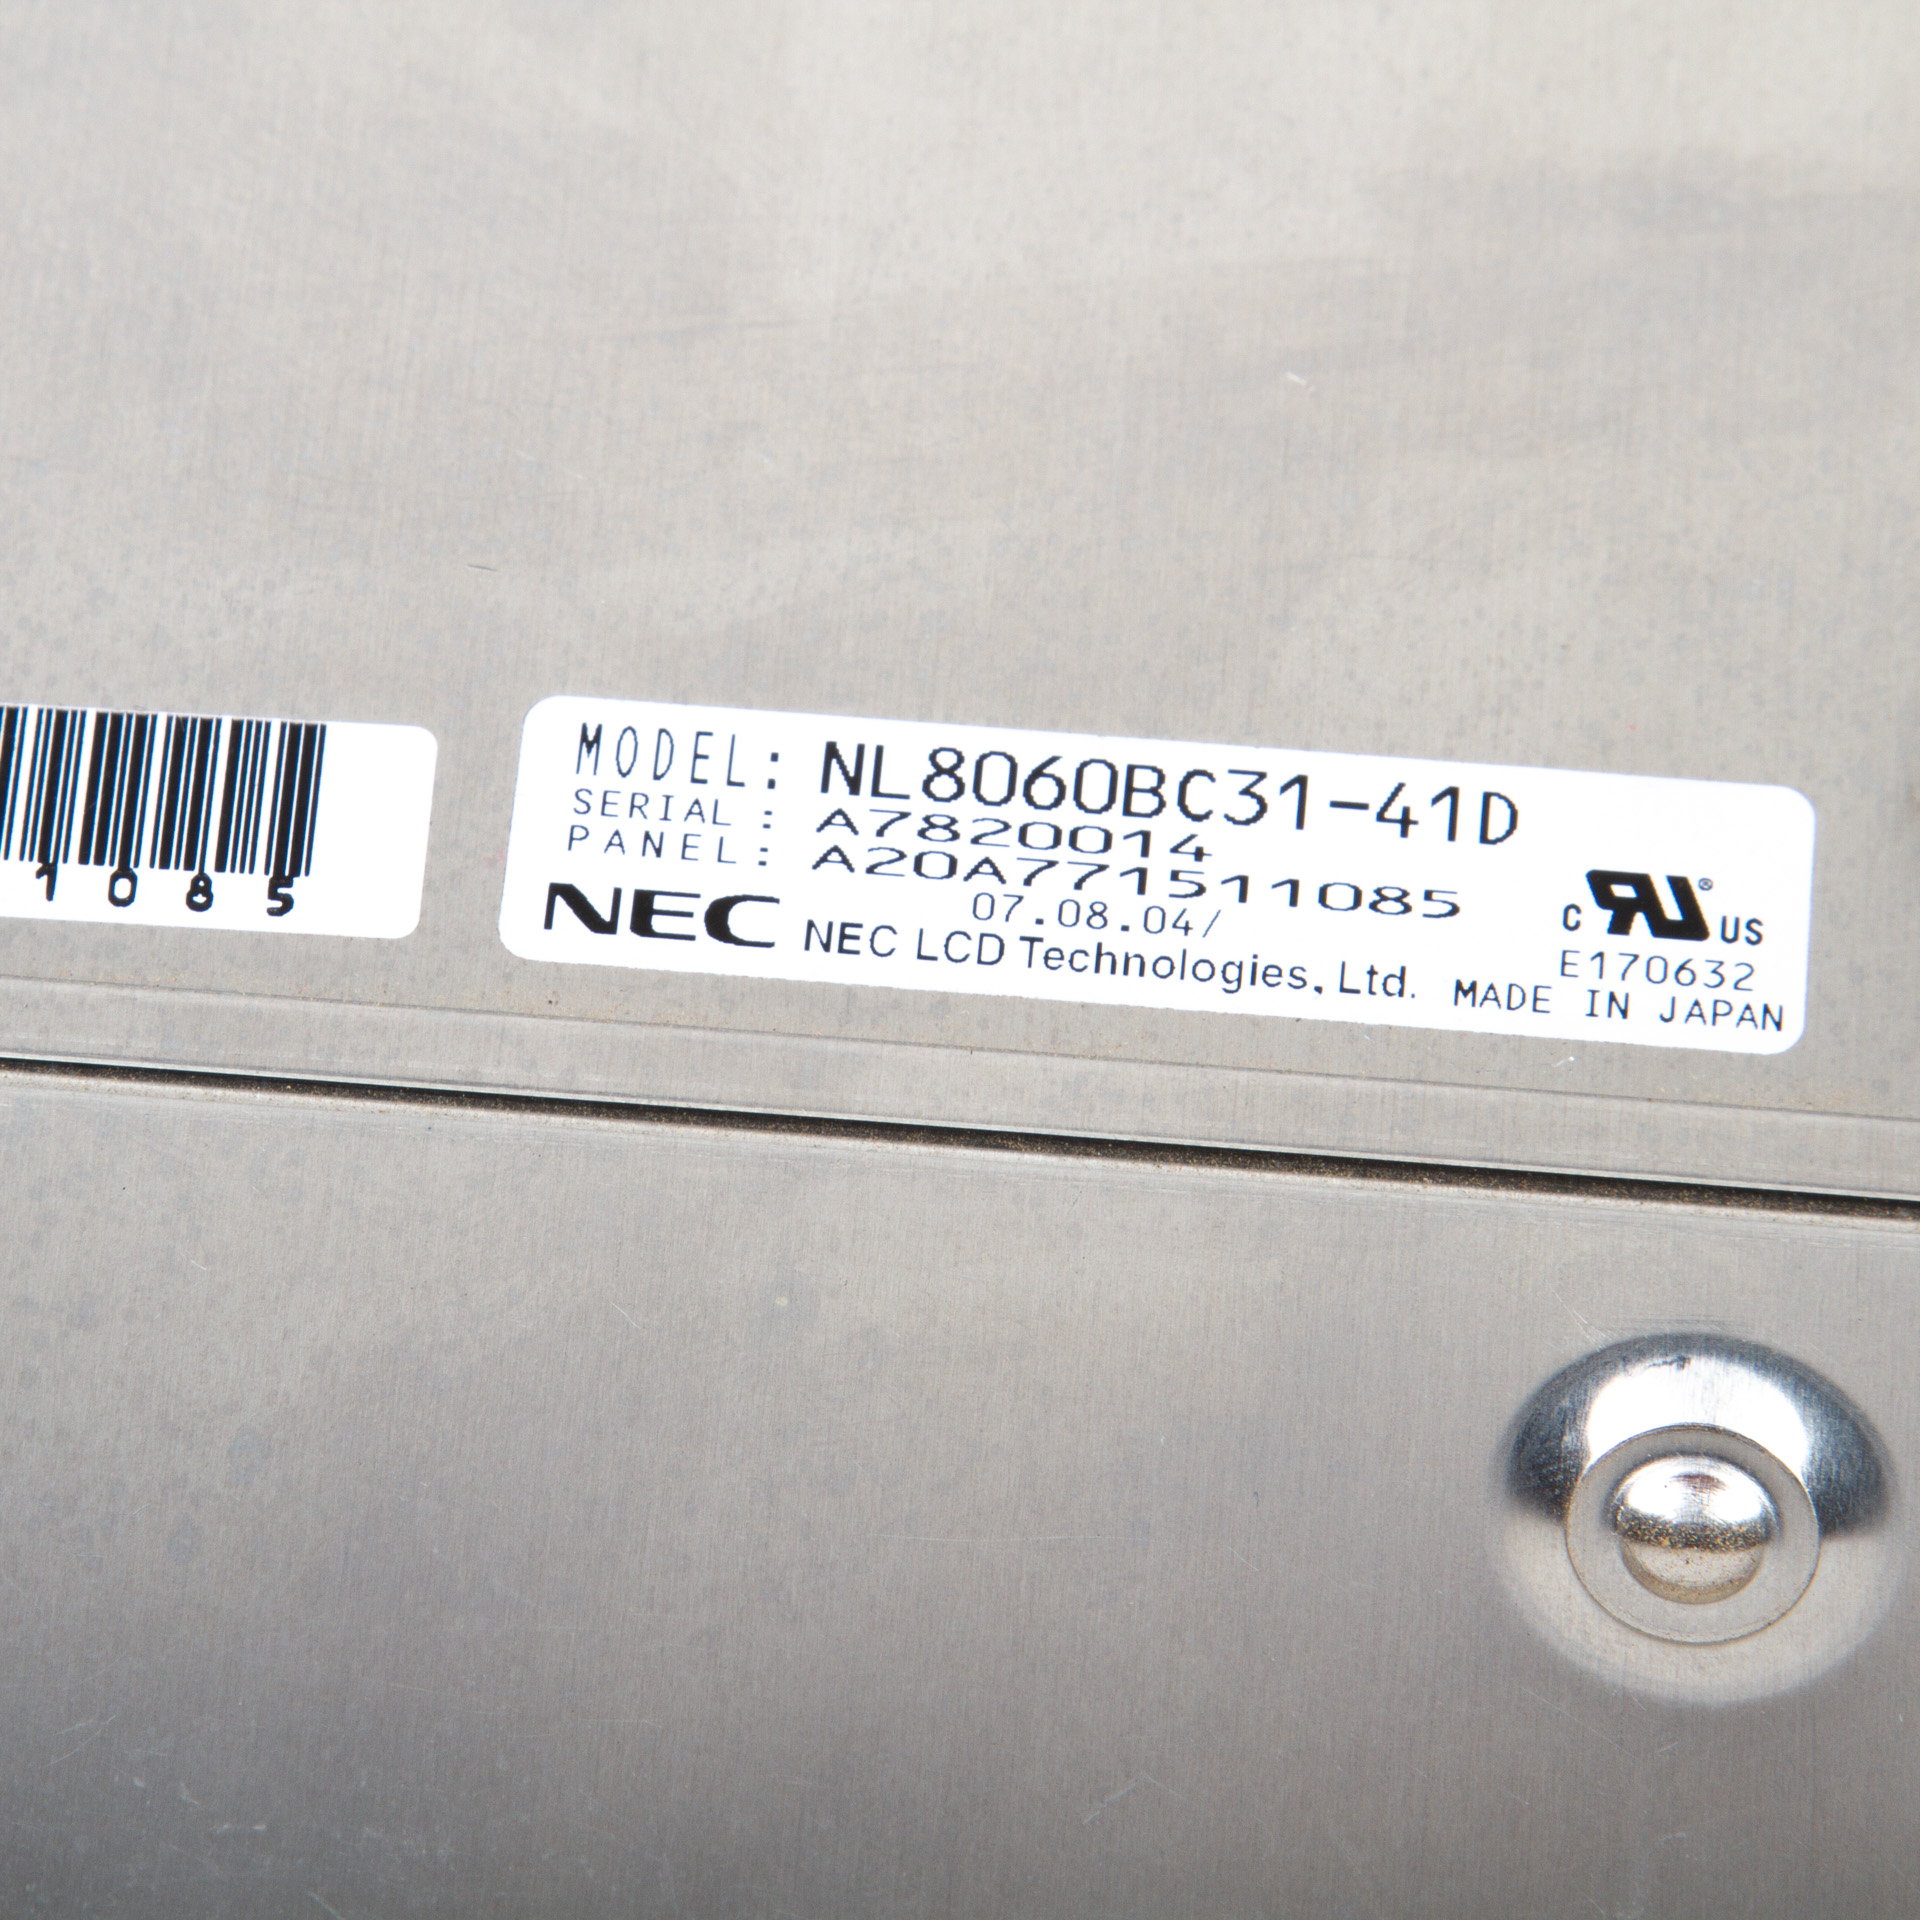 1085
MODEL: NL8060BC31-41D
SERIAL : A7820014
PANEL: A20A771511085
07.08.04/
NEC NEC LCD Technologies, Ltd.
c RU® US
E170632
MADE IN JAPAN